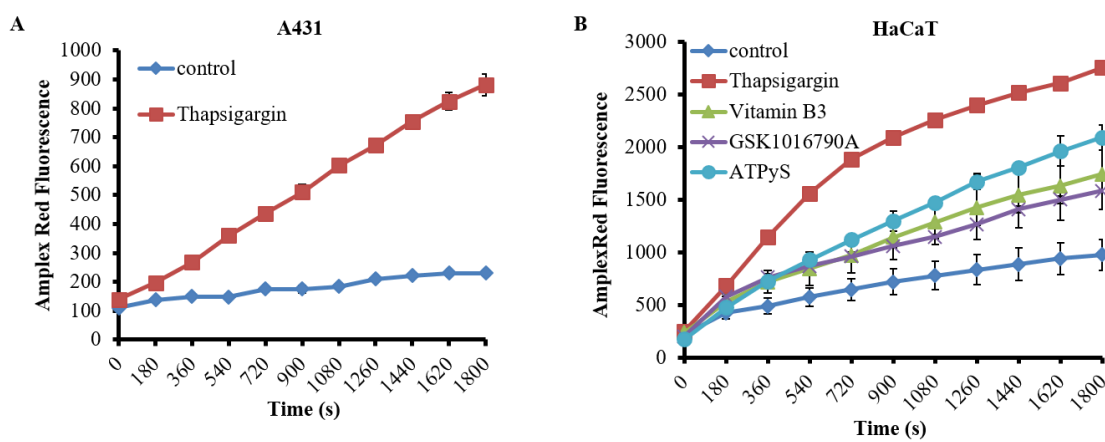 A
A431
Amplex Red Fluorescence
1000
900
800
700
600
500
400
300
200
100
0
control
Thapsigargin
0 180 360 540 720 900 1080 1260 1440 1620 1800
Time (s)
B
HaCaT
AmplexRed Fluorescence
3000
2500
2000
1500
1000
500
0
control
Thapsigargin
Vitamin B3
GSK1016790A
ATPyS
0 180 360 540 720 900 1080 1260 1440 1620 1800
Time (s)